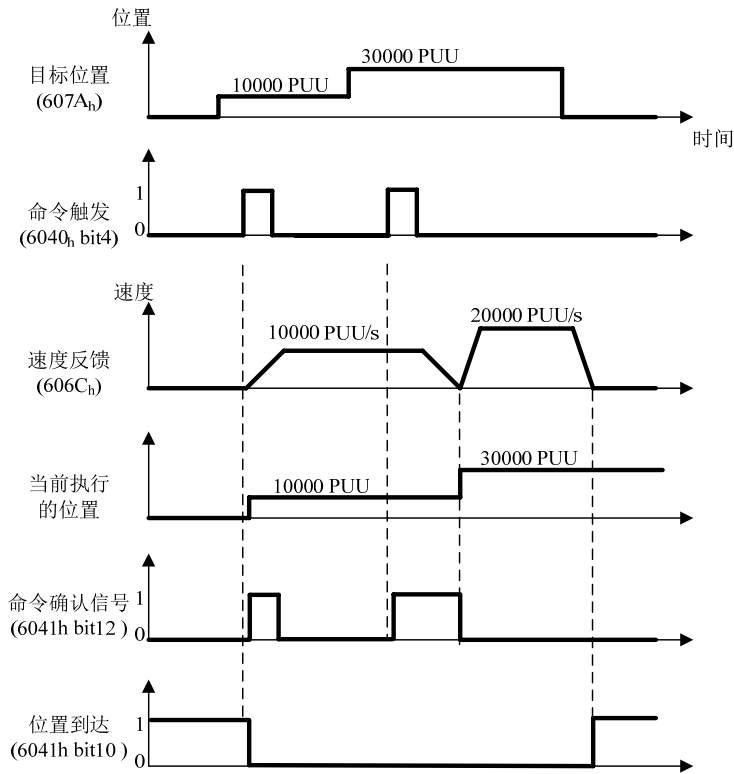 位置
30000 PUU
10000 PUU
目标位置
(607Ah)
时间
1
命令触发
0
(6040h bit4)
速度
20000 PUU/s
10000 PUU/s
速度反馈
(606Ch)
30000 PUU
10000 PUU
当前执行
的位置
命令确认信号 1
(6041h bit12 ) 0
位置到达 1
(6041h bit10 ) 0